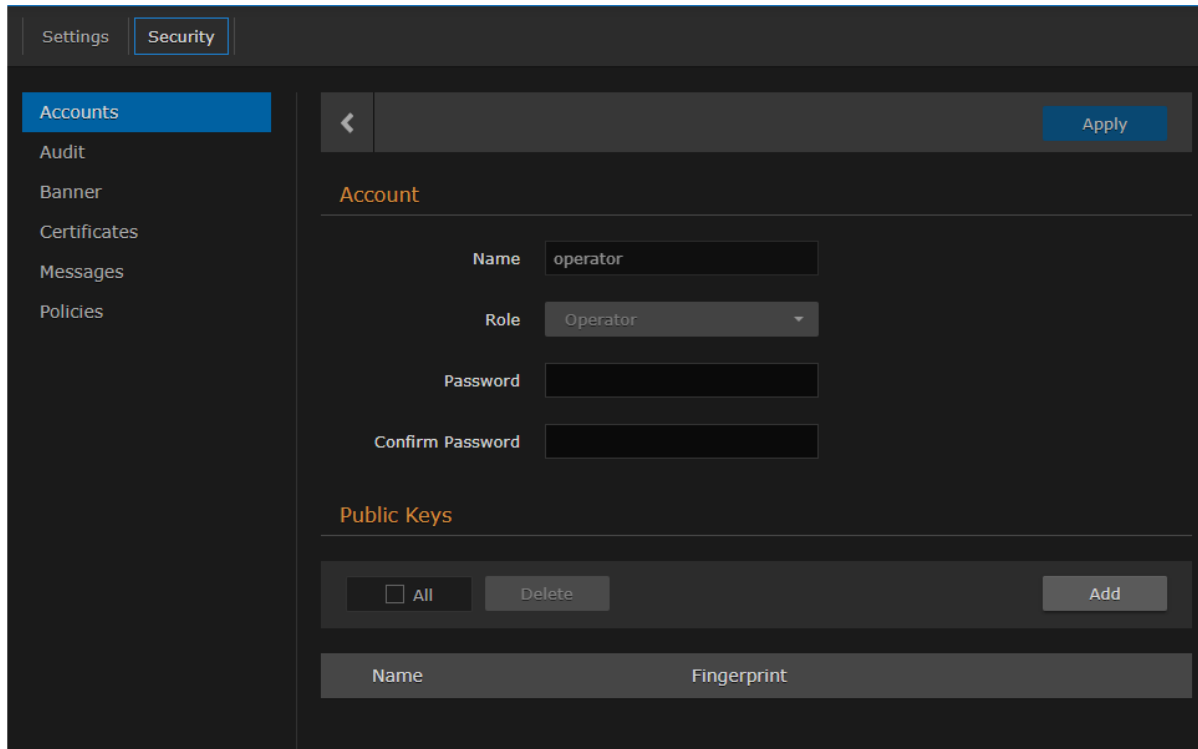 Settings Security
Accounts
Audit
Banner
Certificates
Messages
Policies
Apply
Account
Name operator
Role Operator
Password
Confirm Password
Public Keys
All Delete Add
Name Fingerprint